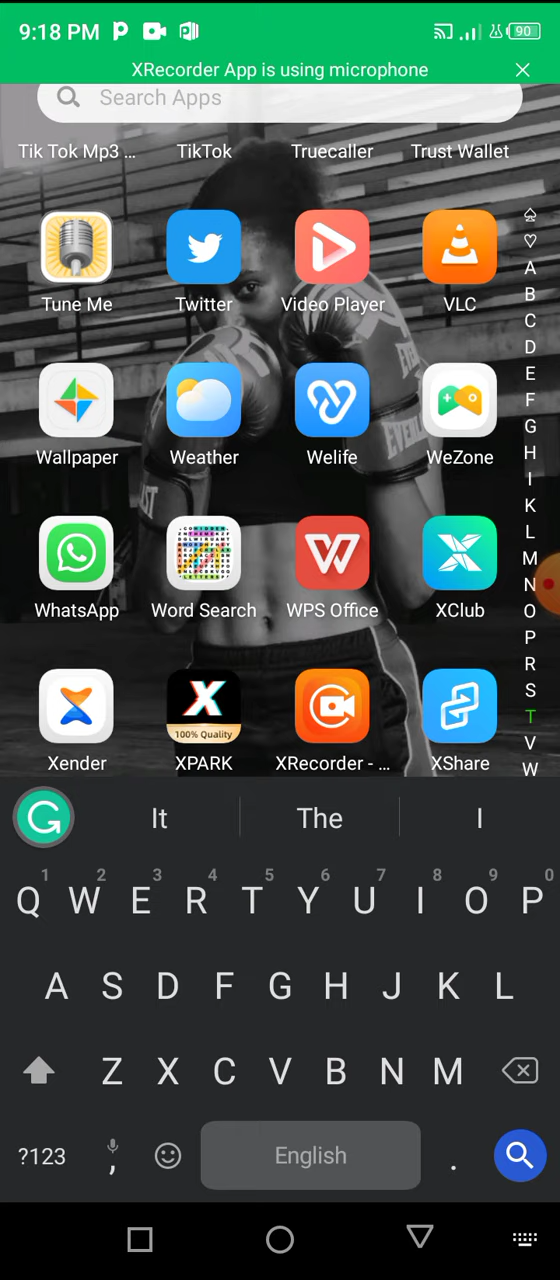 9:18 PM
90
XRecorder App is using microphone
Search Apps
Tik Tok Mp3 ... TikTok Truecaller Trust Wallet
Tune Me Twitter Video Player VLC
Wallpaper Weather Welife WeZone
WhatsApp Word Search WPS Office XClub
100% Quality
Xender XPARK XRecorder - ... XShare
A
B
C
D
E
F
G
H
I
K
L
M
N
O
P
R
S
T
V
W
It The I
1 2 3 4 5 6 7 8 9 0
Q W E R T Y U I O P
A S D F G H J K L
Z X C V B N M
?123 , English .